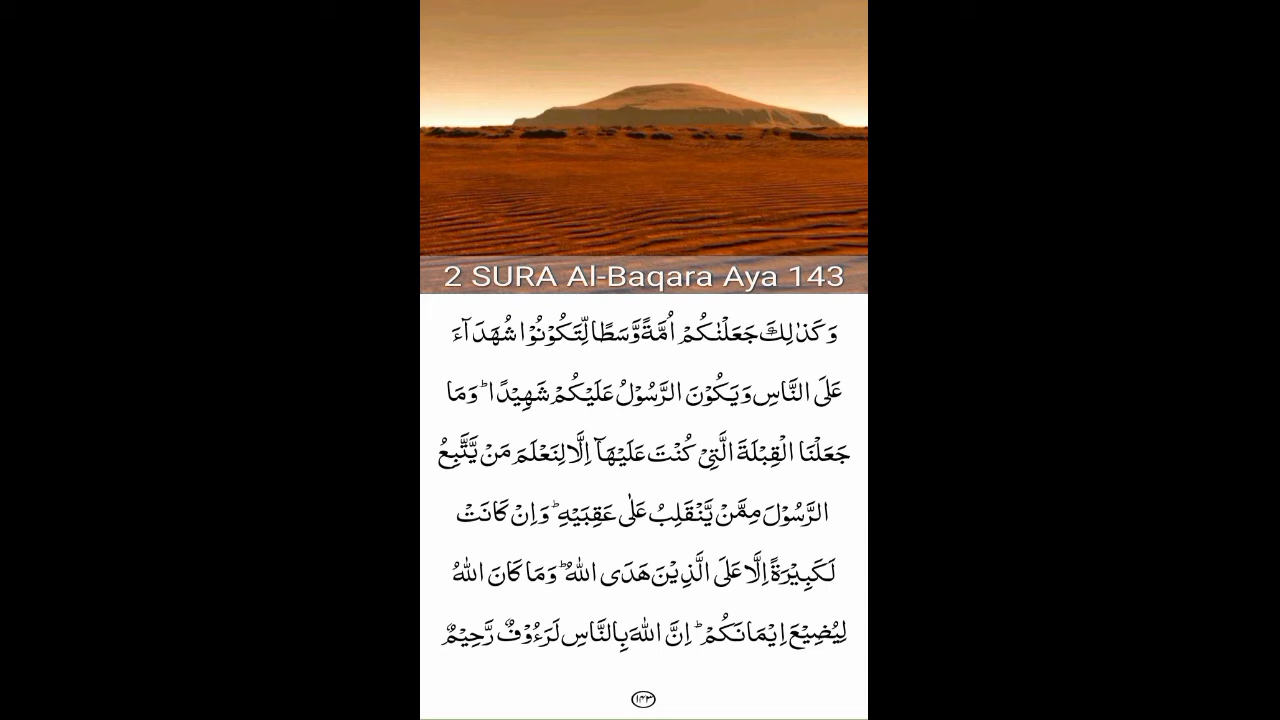 2 SURA Al-Baqara Aya 143
وَكَذٰلِكَ جَعَلْنٰكُمْ اُمَّةً وَّسَطًا لِّتَكُوْنُوْا شُهَدَآءَ
عَلَى النَّاسِ وَيَكُوْنَ الرَّسُوْلُ عَلَيْكُمْ شَهِيْدًا ؕ وَمَا
جَعَلْنَا الْقِبْلَةَ الَّتِىْ كُنْتَ عَلَيْهَآ اِلَّا لِنَعْلَمَ مَنْ يَّتَّبِعُ
الرَّسُوْلَ مِمَّنْ يَّنْقَلِبُ عَلٰى عَقِبَيْهِ ؕ وَاِنْ كَانَتْ
لَكَبِيْرَةً اِلَّا عَلَى الَّذِيْنَ هَدَى اللّٰهُ ؕ وَمَا كَانَ اللّٰهُ
لِيُضِيْعَ اِيْمَانَكُمْ ؕ اِنَّ اللّٰهَ بِالنَّاسِ لَرَءُوْفٌ رَّحِيْمٌ
۱۴۳